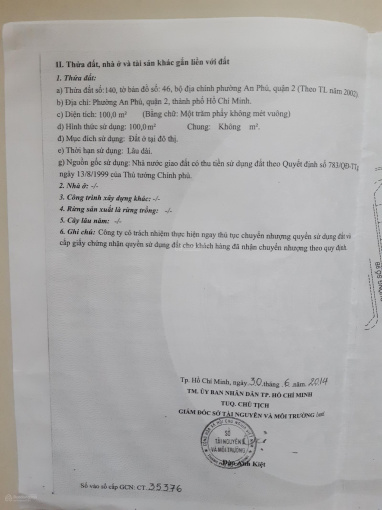 II. Thửa đất, nhà ở và tài sản khác gắn liền với đất
1. Thửa đất:
a) Thửa đất số:140, tờ bản đồ số: 46, bộ địa chính phường An Phú, quận 2 (Theo TL năm 2002).
b) Địa chỉ: Phường An Phú, quận 2, thành phố Hồ Chí Minh.
c) Diện tích: 100,0 m² (Bằng chữ: Một trăm phẩy không mét vuông)
d) Hình thức sử dụng: 100,0m² Chung: Không m².
đ) Mục đích sử dụng: Đất ở tại đô thị.
e) Thời hạn sử dụng: Lâu dài.
g) Nguồn gốc sử dụng: Nhà nước giao đất có thu tiền sử dụng đất theo Quyết định số 783/QĐ-TTg
ngày 13/8/1999 của Thủ tướng Chính phủ.
2. Nhà ở: -/-
3. Công trình xây dựng khác: -/-
4. Rừng sản xuất là rừng trồng: -/-
5. Cây lâu năm: -/-
6. Ghi chú: Công ty có trách nhiệm thực hiện ngay thủ tục chuyển nhượng quyền sử dụng đất và
cấp giấy chứng nhận quyền sử dụng đất cho khách hàng đã nhận chuyển nhượng theo quy định.
Tp. Hồ Chí Minh, ngày 30 tháng 6 năm 2014
TM. ỦY BAN NHÂN DÂN TP. HỒ CHÍ MINH
TUQ. CHỦ TỊCH
GIÁM ĐỐC SỞ TÀI NGUYÊN VÀ MÔI TRƯỜNG
SỞ
TÀI NGUYÊN
VÀ MÔI TRƯỜNG
Đào Anh Kiệt
Số vào sổ cấp GCN: CT 35376